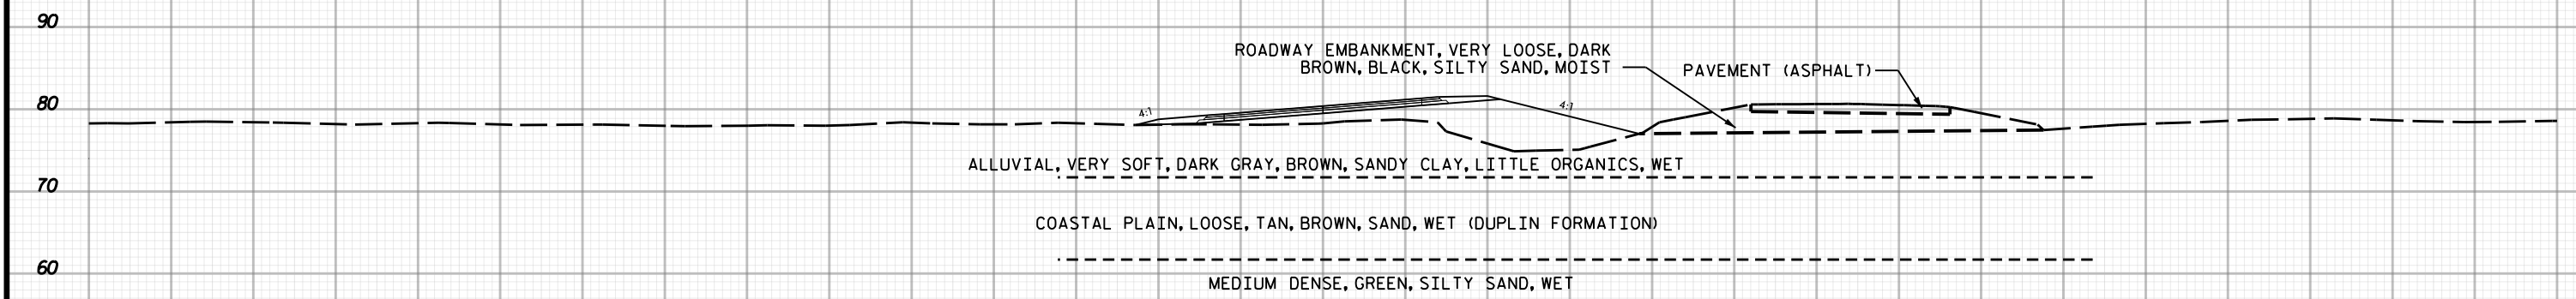 90
ROADWAY EMBANKMENT, VERY LOOSE, DARK
BROWN, BLACK, SILTY SAND, MOIST
PAVEMENT (ASPHALT)
80
4:1
4:1
ALLUVIAL, VERY SOFT, DARK GRAY, BROWN, SANDY CLAY, LITTLE ORGANICS, WET
70
COASTAL PLAIN, LOOSE, TAN, BROWN, SAND, WET (DUPLIN FORMATION)
60
MEDIUM DENSE, GREEN, SILTY SAND, WET